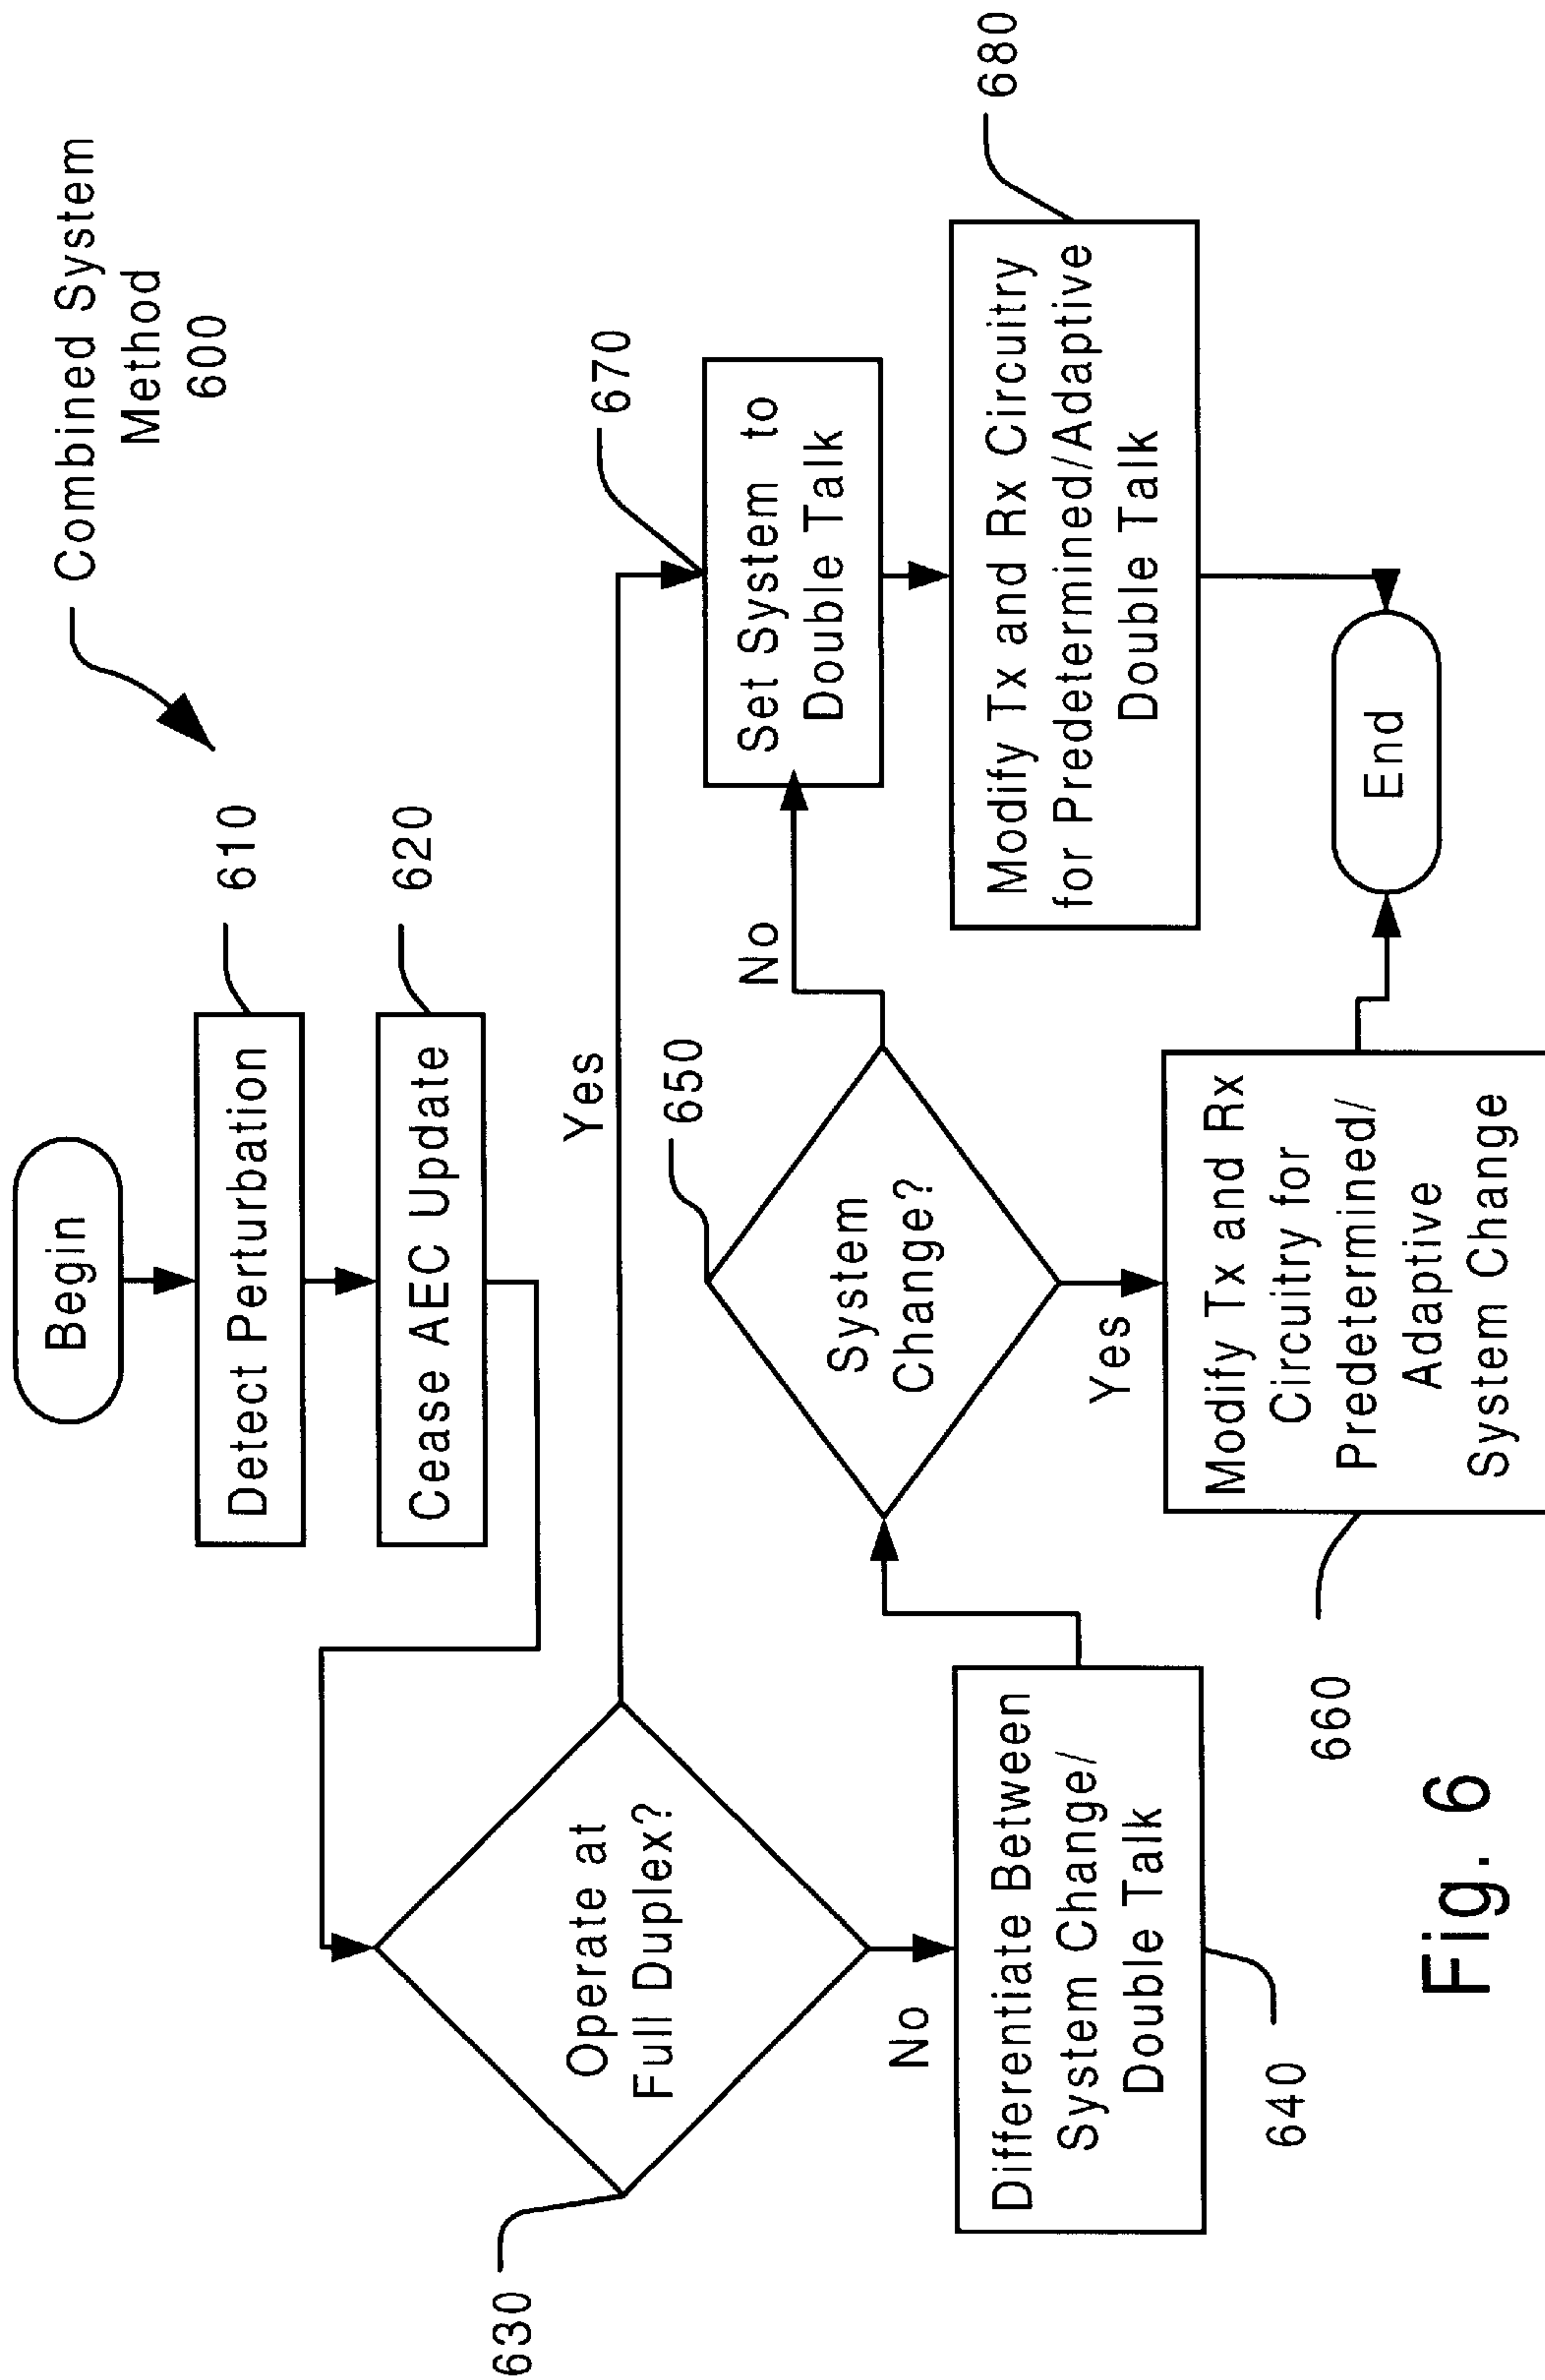 Combined System
Method
600
Begin
Detect Perturbation
610
Cease AEC Update
620
Operate at
Full Duplex?
630
Yes
No
Differentiate Between
System Change/
Double Talk
640
System
Change?
650
No
Yes
Modify Tx and Rx
Circuitry for
Predetermined/
Adaptive
System Change
660
Set System to
Double Talk
670
Modify Tx and Rx Circuitry
for Predetermined/Adaptive
Double Talk
680
End
Fig. 6